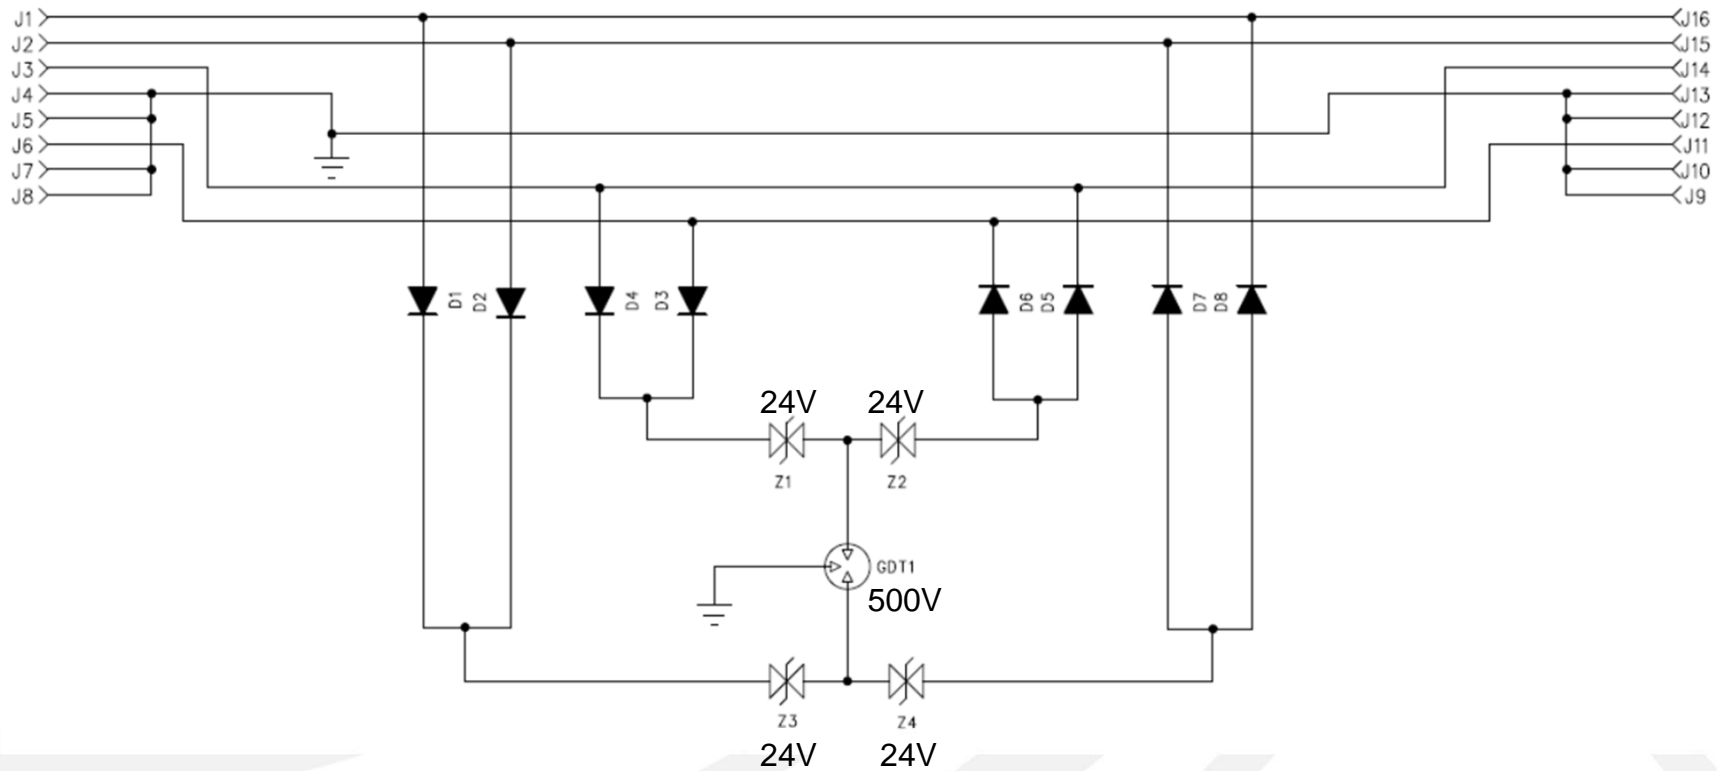 J1 J16
J2 J15
J3 J14
J4 J13
J5 J12
J6 J11
J7 J10
J8 J9
D1 D2 D4 D3 D6 D5 D7 D8
24V 24V
Z1 Z2
GDT1
500V
Z3 Z4
24V 24V